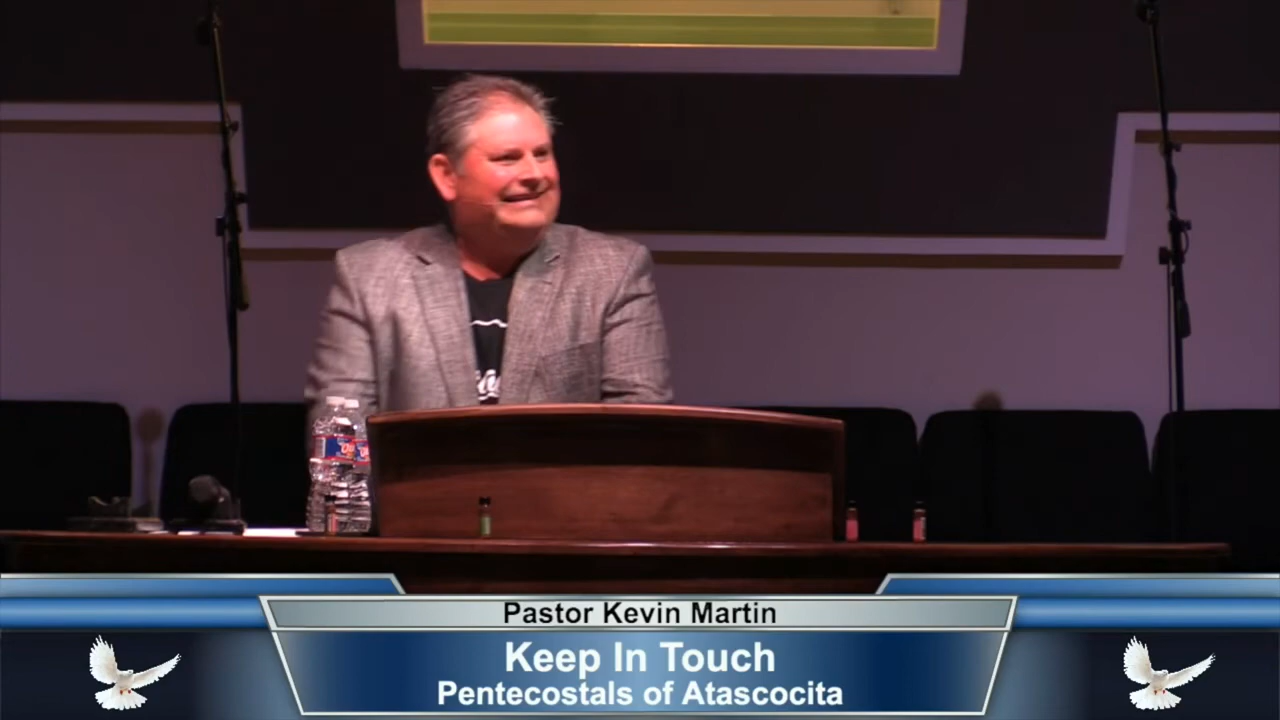 Pastor Kevin Martin
Keep In Touch
Pentecostals of Atascocita